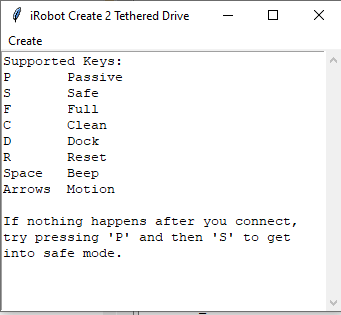 iRobot Create 2 Tethered Drive
Create
Supported Keys:
P Passive
S Safe
F Full
C Clean
D Dock
R Reset
Space Beep
Arrows Motion
If nothing happens after you connect,
try pressing 'P' and then 'S' to get
into safe mode.